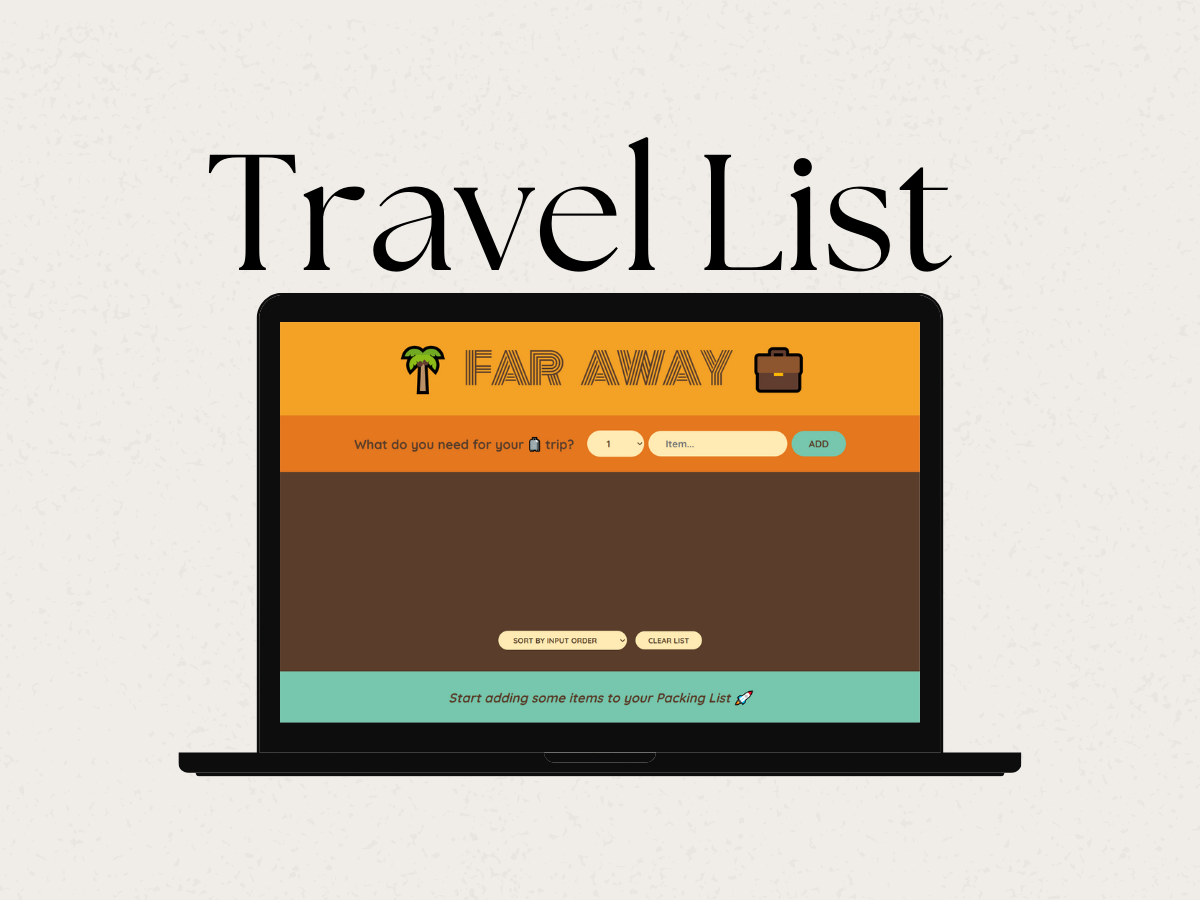 Travel List
FAR AWAY
What do you need for your 🧳 trip? 1 Item... ADD
SORT BY INPUT ORDER CLEAR LIST
Start adding some items to your Packing List 🚀